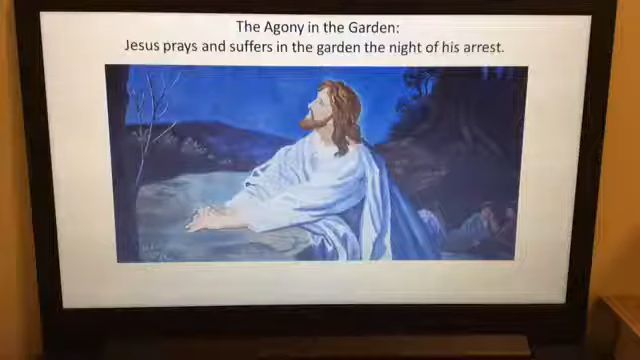 The Agony in the Garden:
Jesus prays and suffers in the garden the night of his arrest.